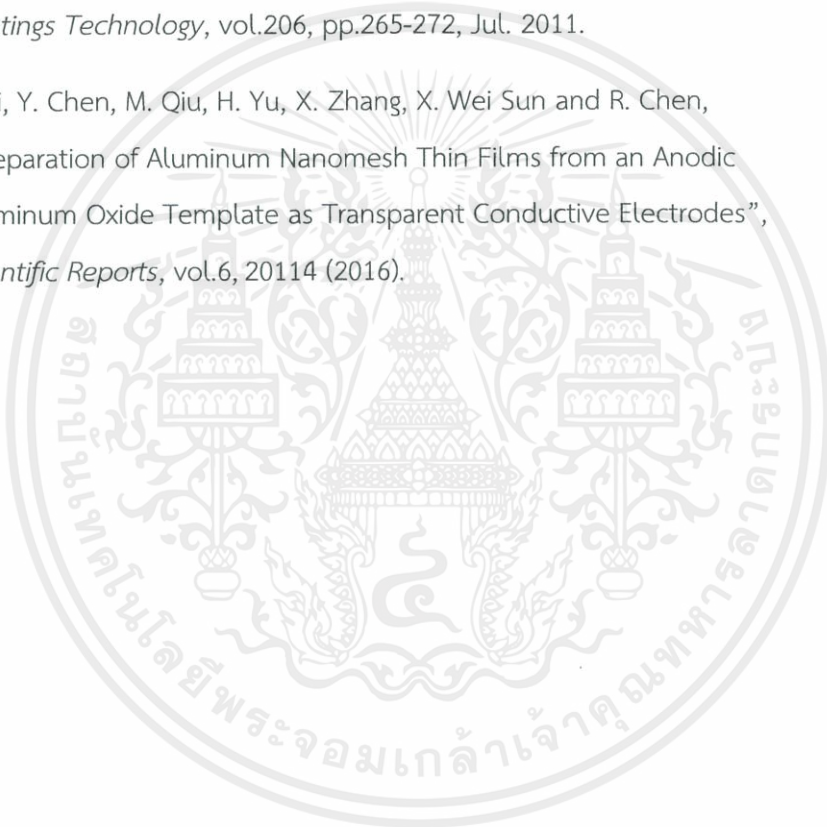 tings Technology, vol.206, pp.265-272, Jul. 2011.
i, Y. Chen, M. Qiu, H. Yu, X. Zhang, X. Wei Sun and R. Chen,
eparation of Aluminum Nanomesh Thin Films from an Anodic
minum Oxide Template as Transparent Conductive Electrodes",
ntific Reports, vol.6, 20114 (2016).
สถาบันเทคโนโลยีพระจอมเกล้าเจ้าคุณทหารลาดกระบัง